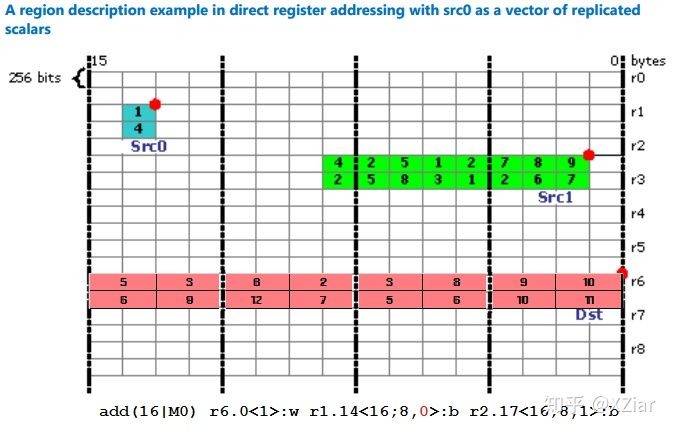 A region description example in direct register addressing with src0 as a vector of replicated
scalars
15 0 bytes
256 bits r0
1 r1
4
Src0 r2
4 2 5 1 2 7 8 9
2 5 8 3 1 2 6 7 r3
Src1
r4
r5
5 3 6 2 3 8 9 10 r6
6 9 12 7 5 6 10 11
Dst r7
r8
知乎 @XZiar
add(16|M0) r6.0<1>:w r1.14<16;8,0>:b r2.17<16;8,1>:b